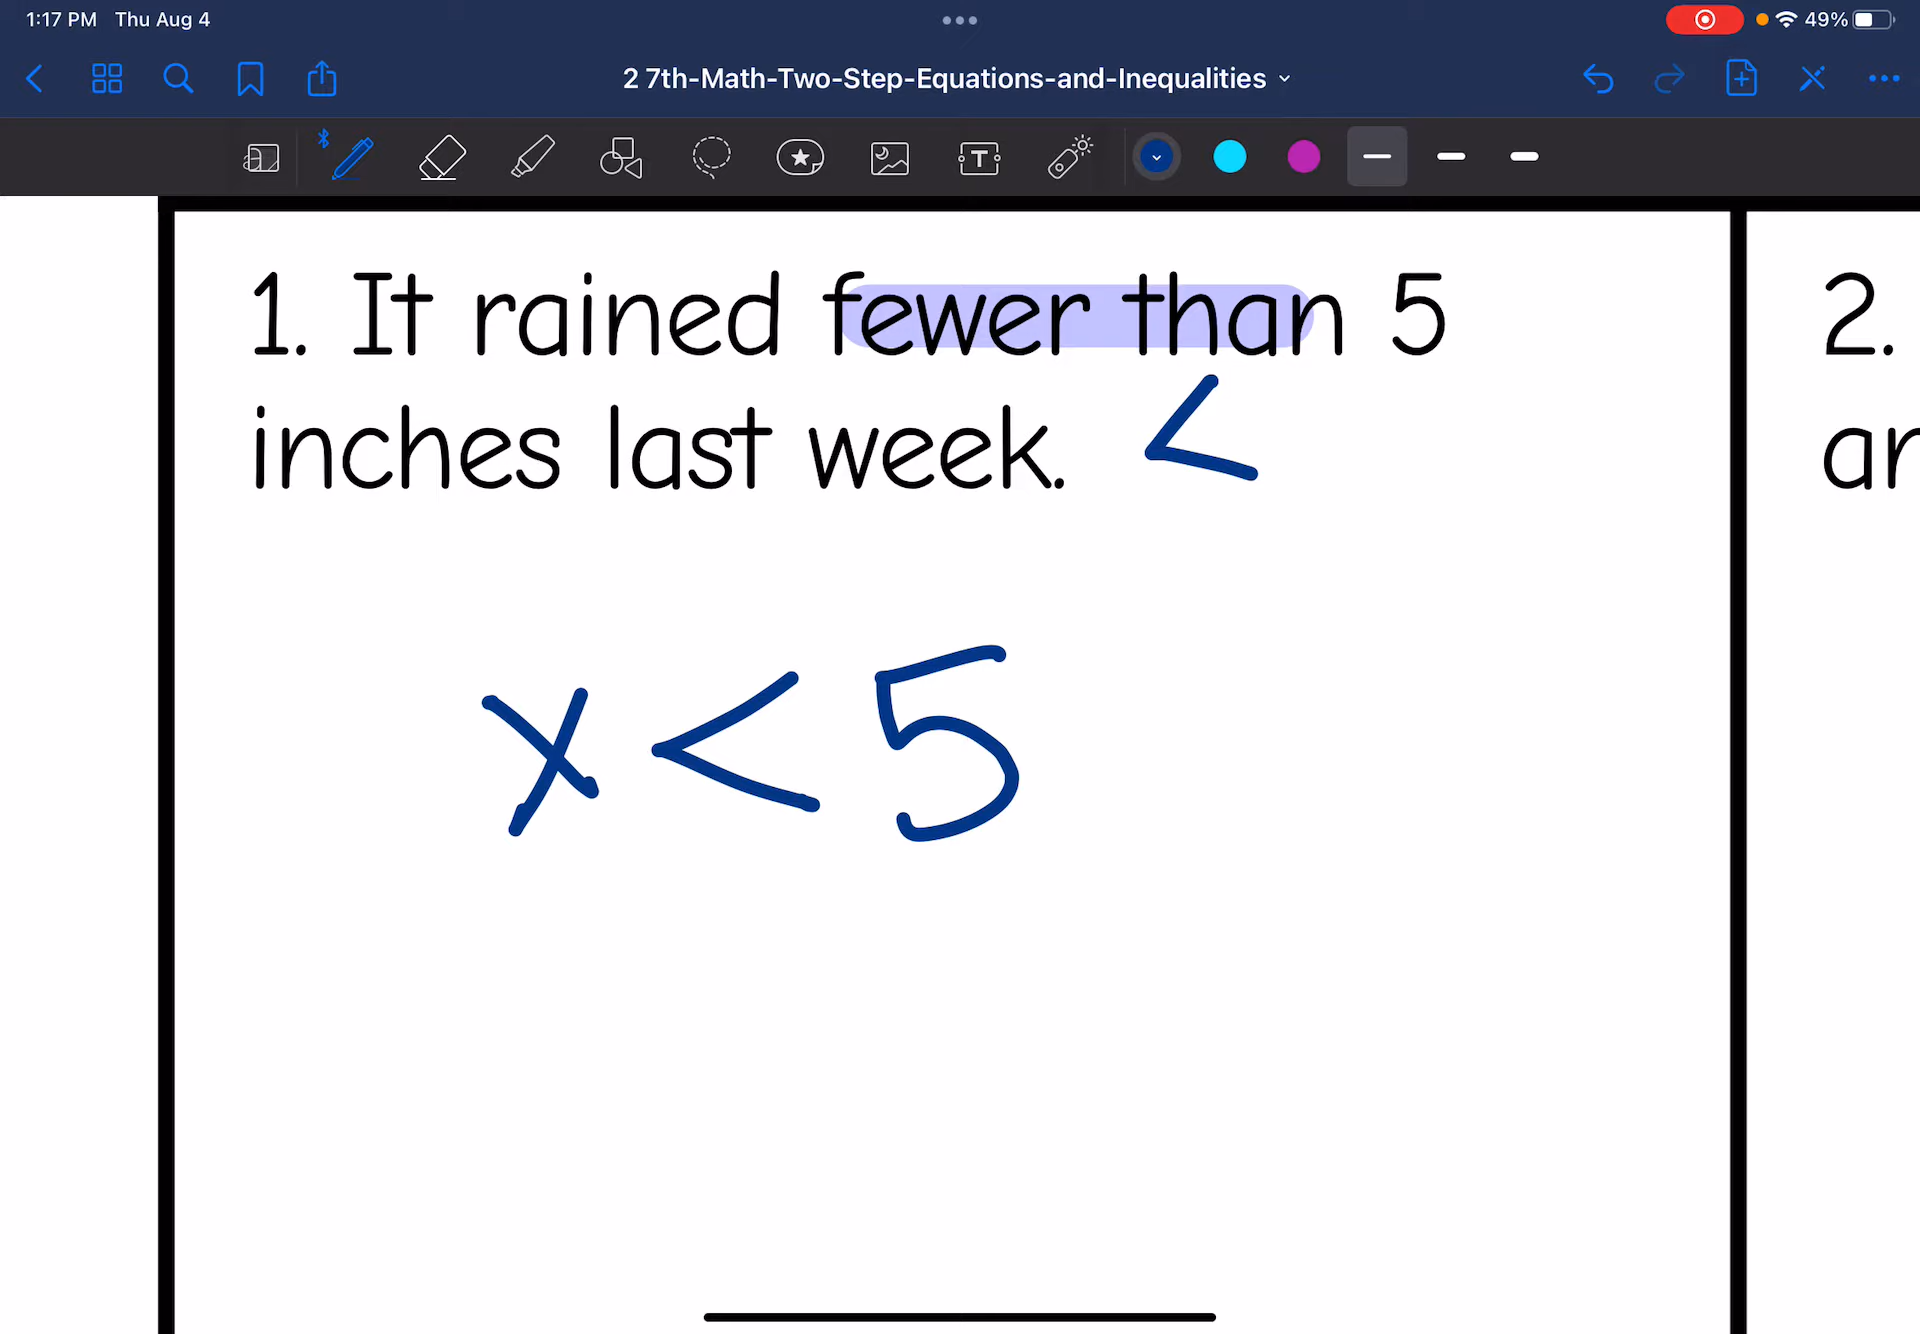 1:17 PM Thu Aug 4
49%
2 7th-Math-Two-Step-Equations-and-Inequalities
T
1. It rained fewer than 5
inches last week. <
x < 5
2.
ar